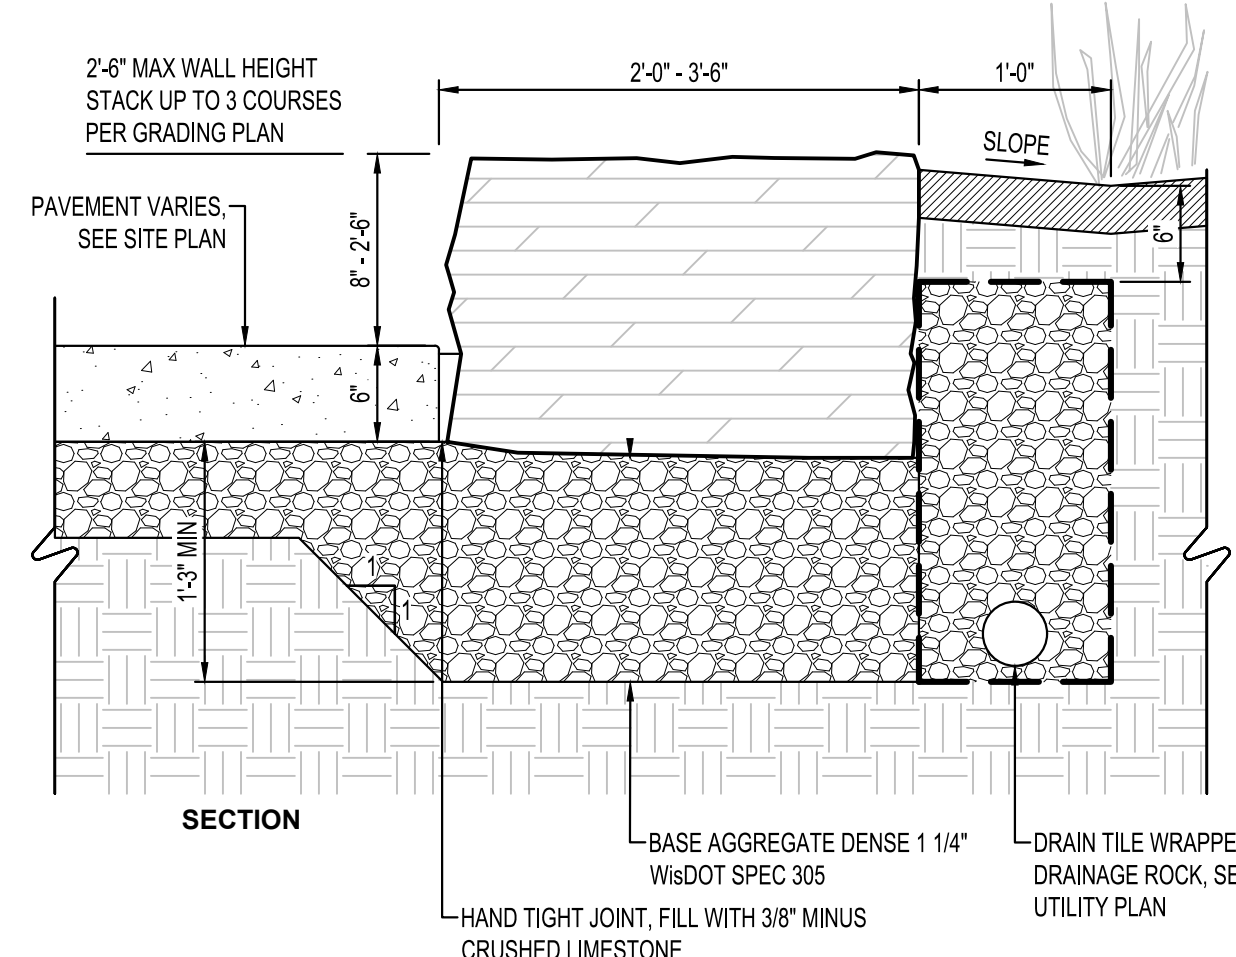 2'-6" MAX WALL HEIGHT
STACK UP TO 3 COURSES
PER GRADING PLAN
2'-0" - 3'-6"
1'-0"
SLOPE
PAVEMENT VARIES,
SEE SITE PLAN
8" - 2'-6"
6"
6"
1'-3" MIN
1
1
SECTION
BASE AGGREGATE DENSE 1 1/4"
WisDOT SPEC 305
DRAIN TILE WRAPPE
DRAINAGE ROCK, SE
UTILITY PLAN
HAND TIGHT JOINT, FILL WITH 3/8" MINUS
CRUSHED LIMESTONE